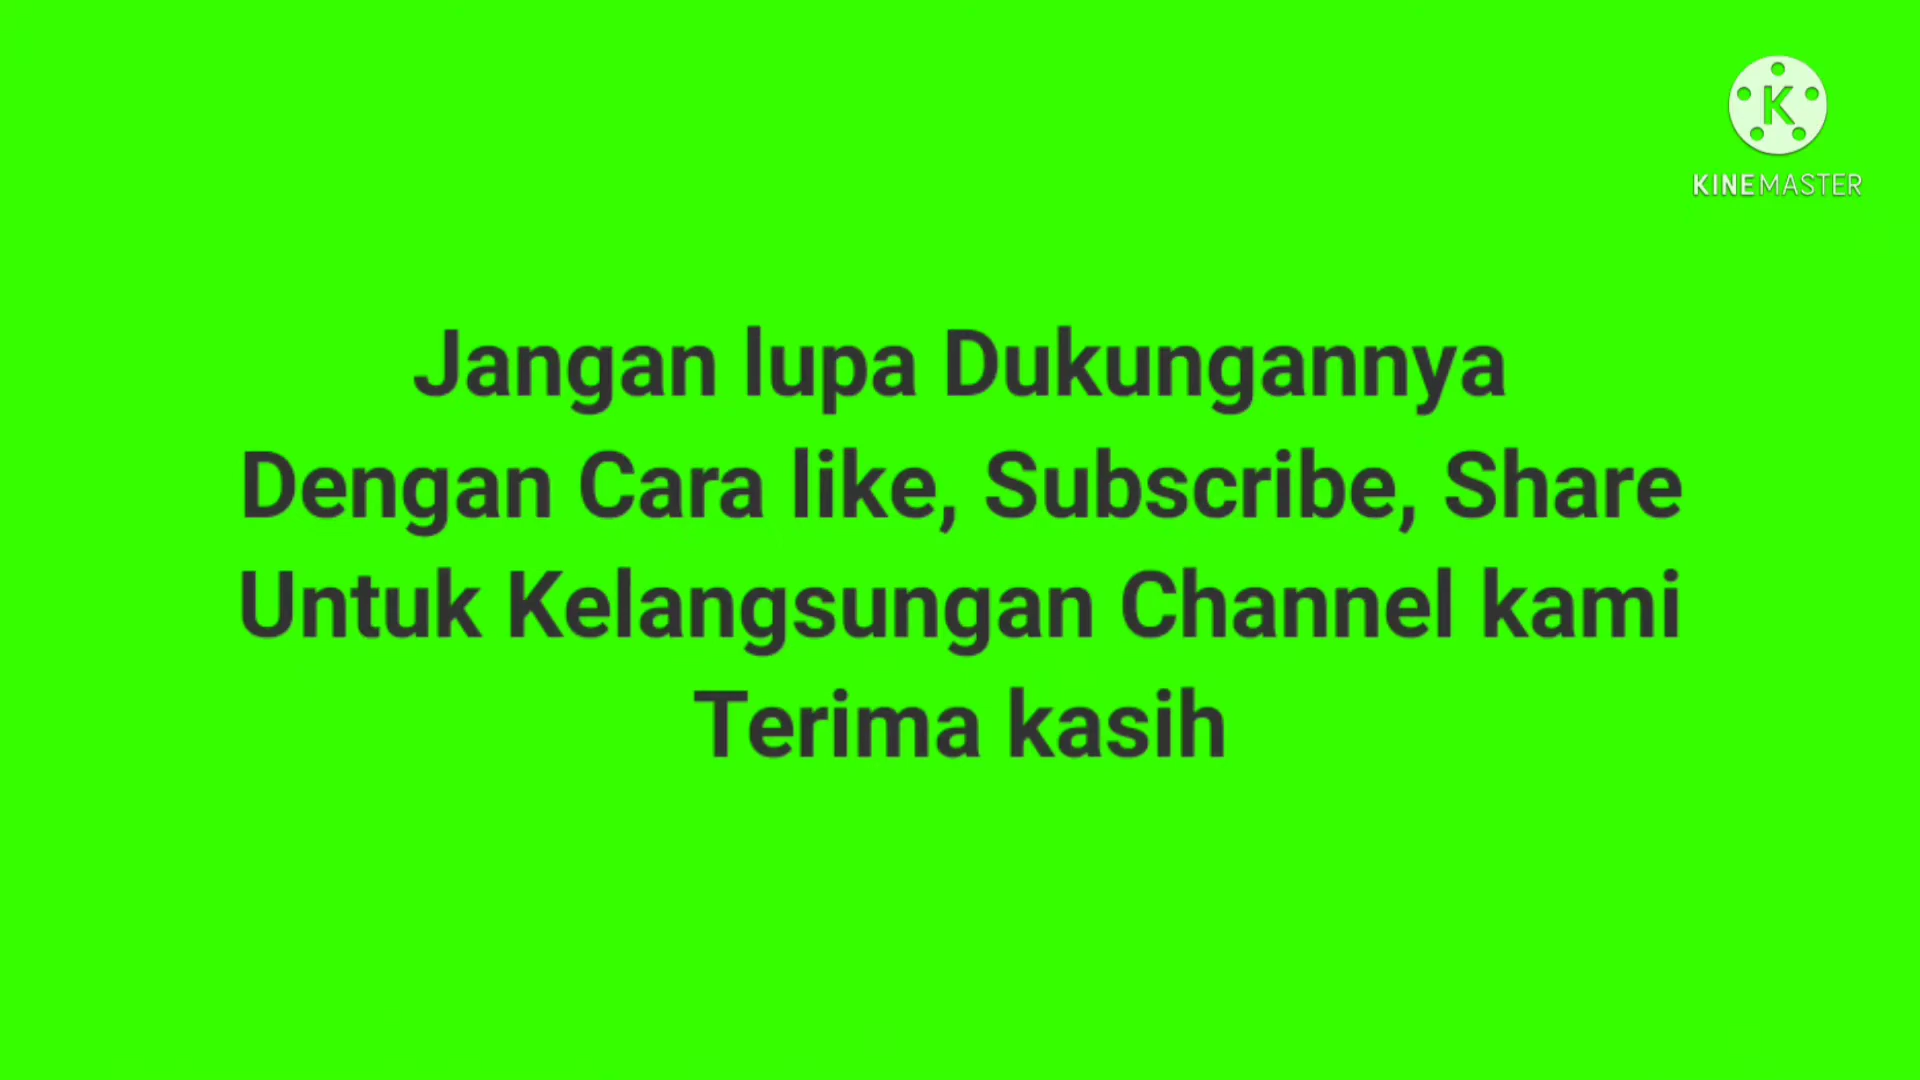 K
KINEMASTER
Jangan lupa Dukungannya
Dengan Cara like, Subscribe, Share
Untuk Kelangsungan Channel kami
Terima kasih